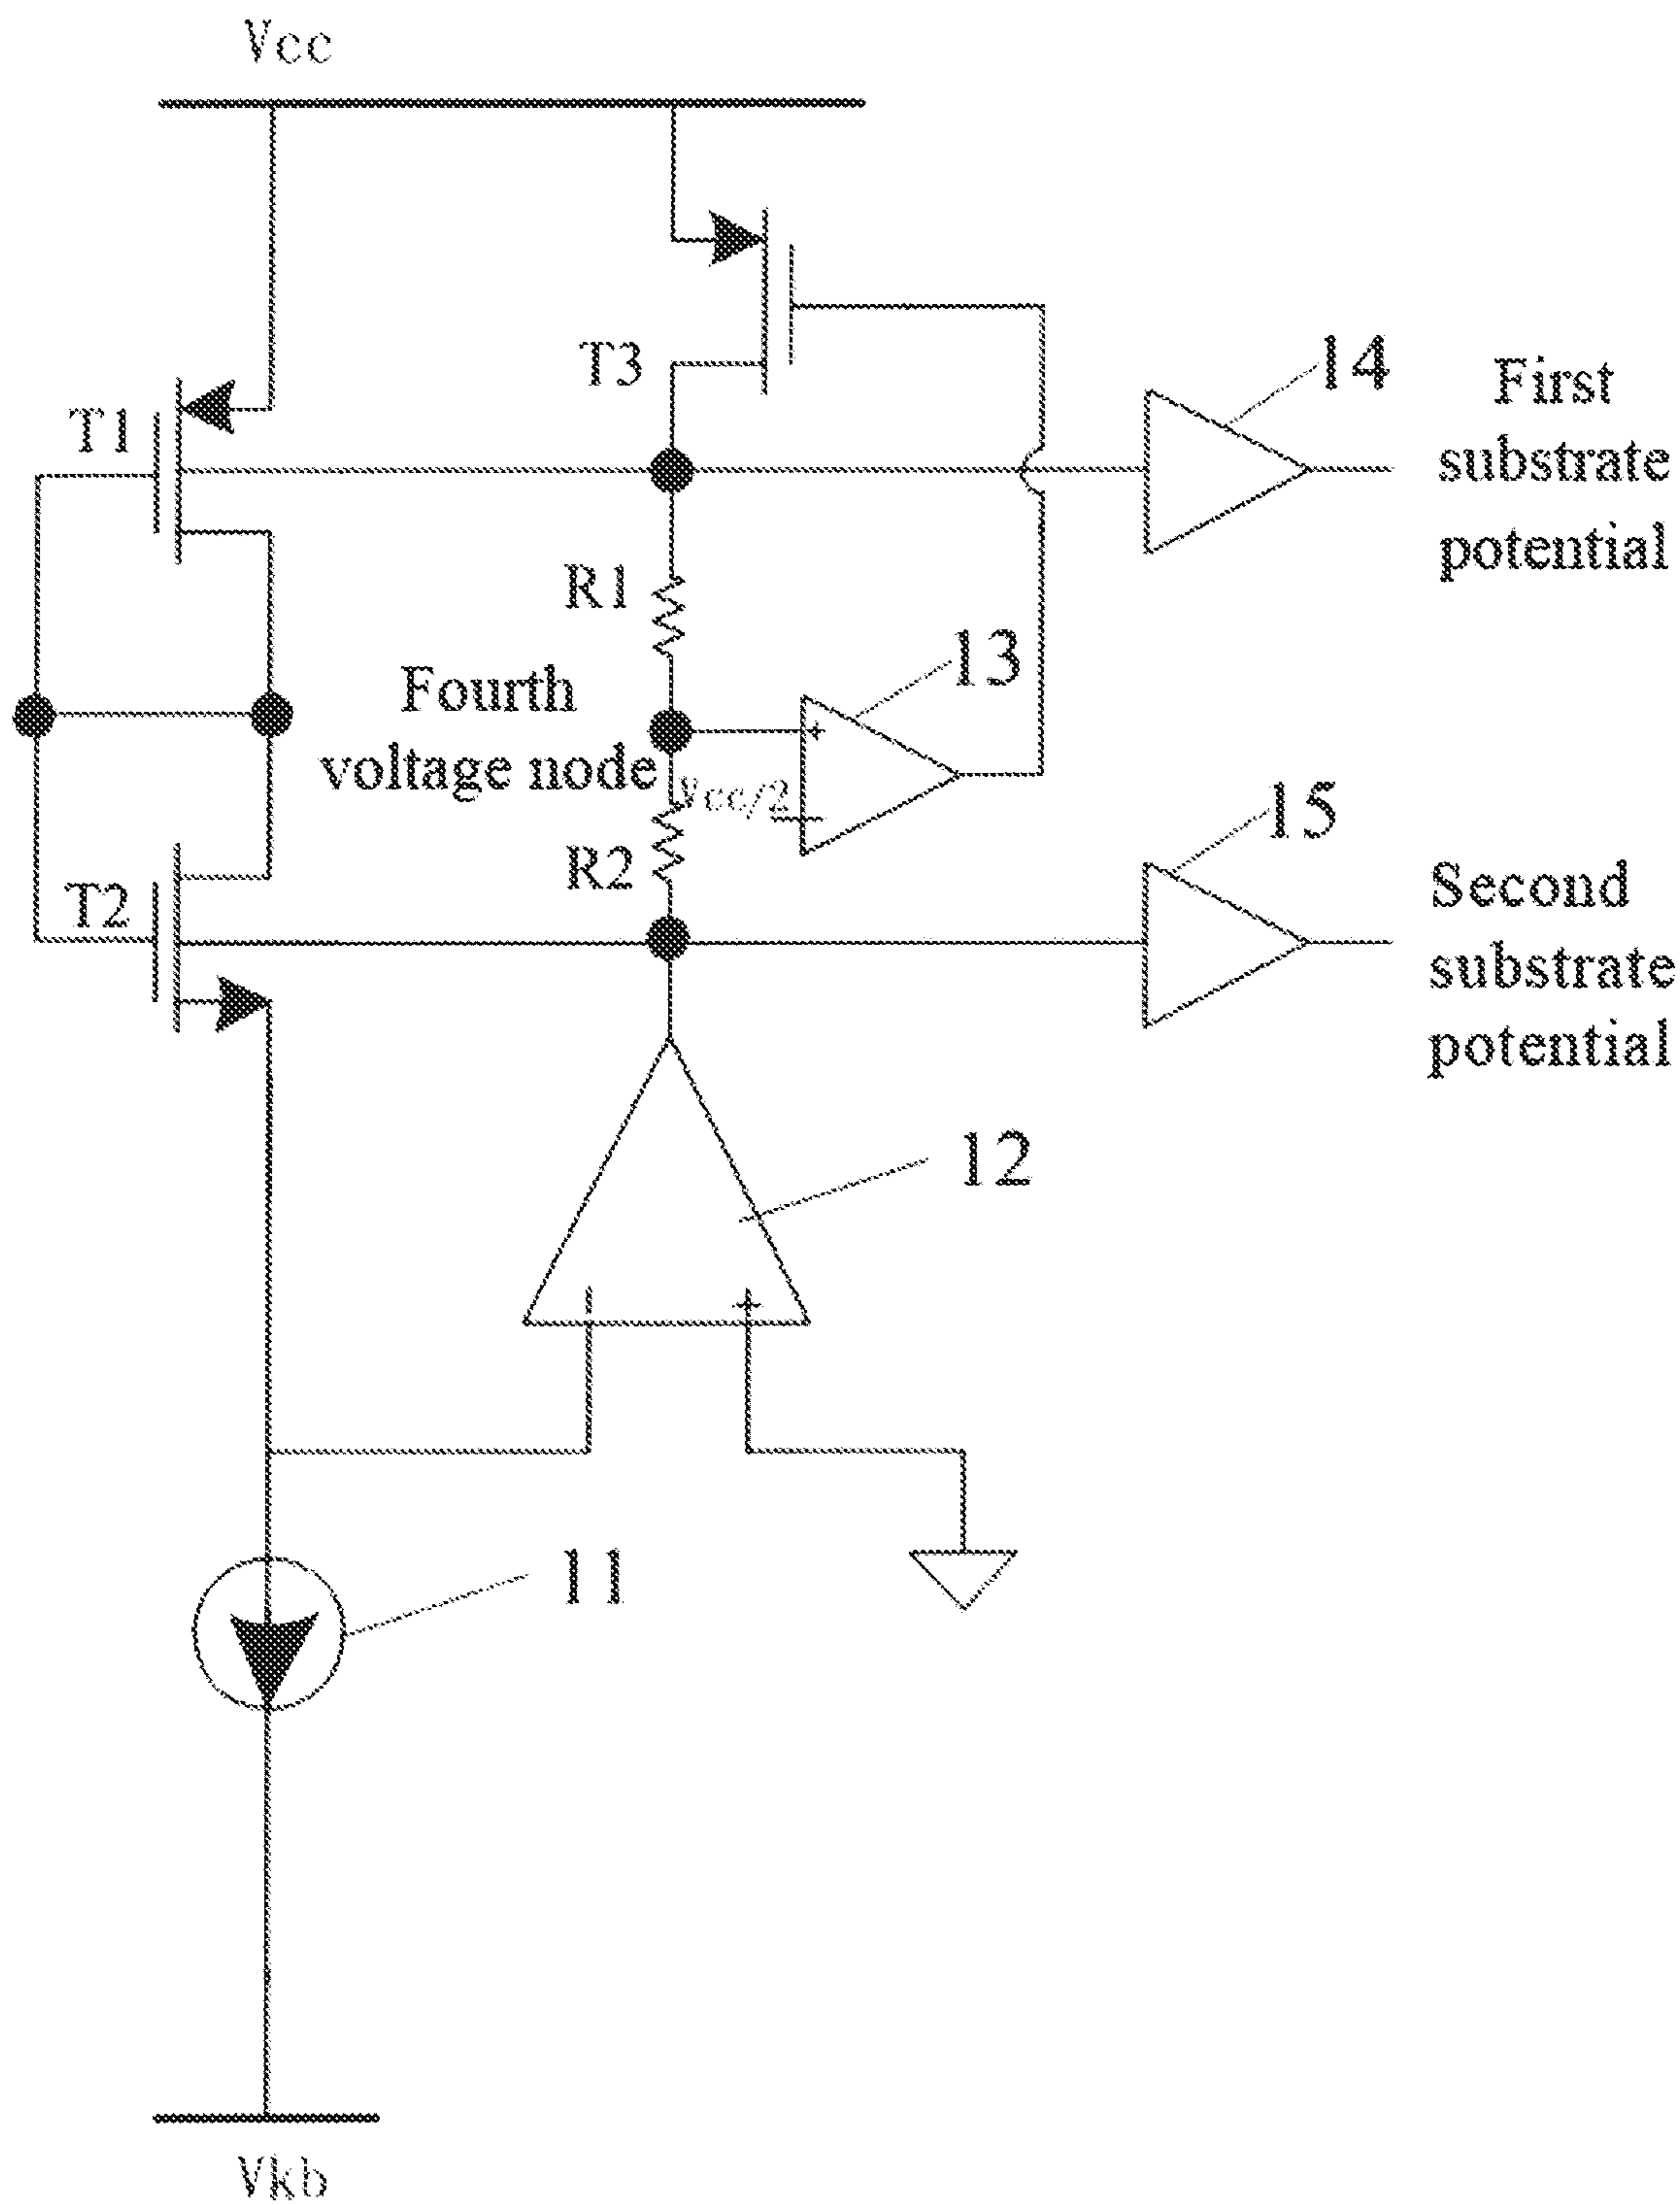 Vcc
T1
T3
14
First
substrate
potential
R1
13
Fourth
voltage node
+
Vcc/2
R2
15
T2
Second
substrate
potential
12
+
11
Vkb